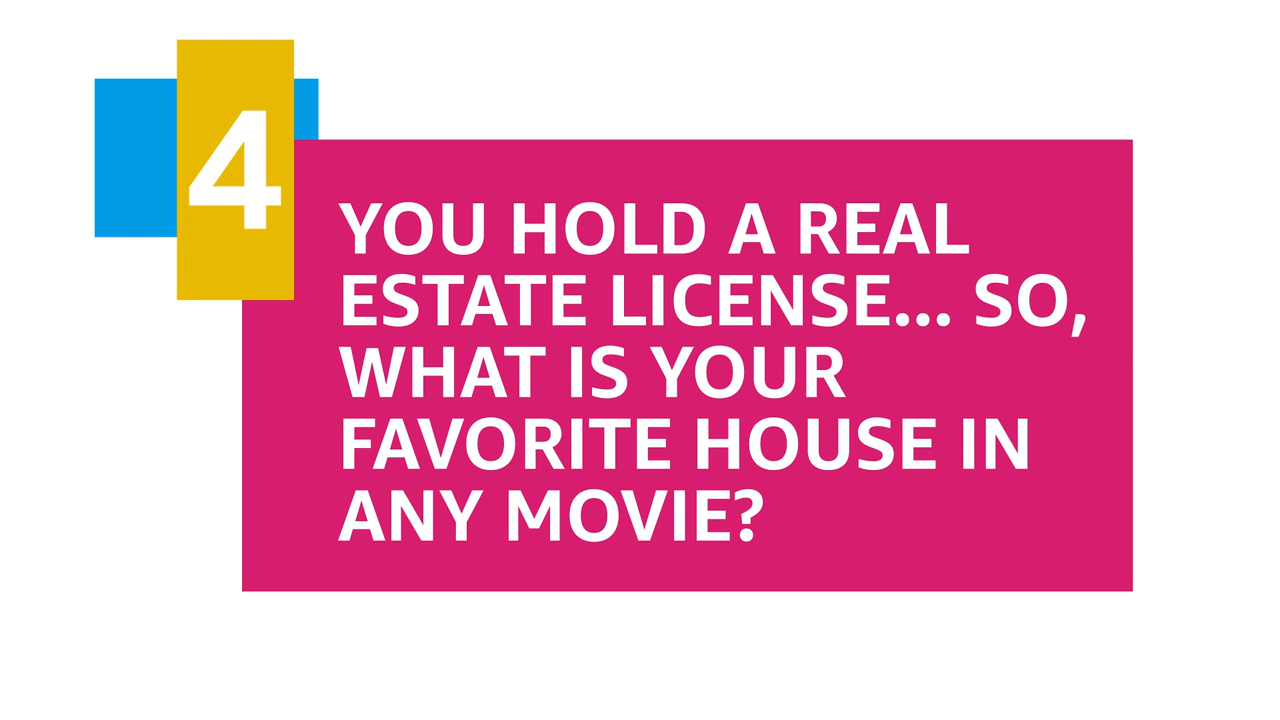 4
YOU HOLD A REAL
ESTATE LICENSE... SO,
WHAT IS YOUR
FAVORITE HOUSE IN
ANY MOVIE?